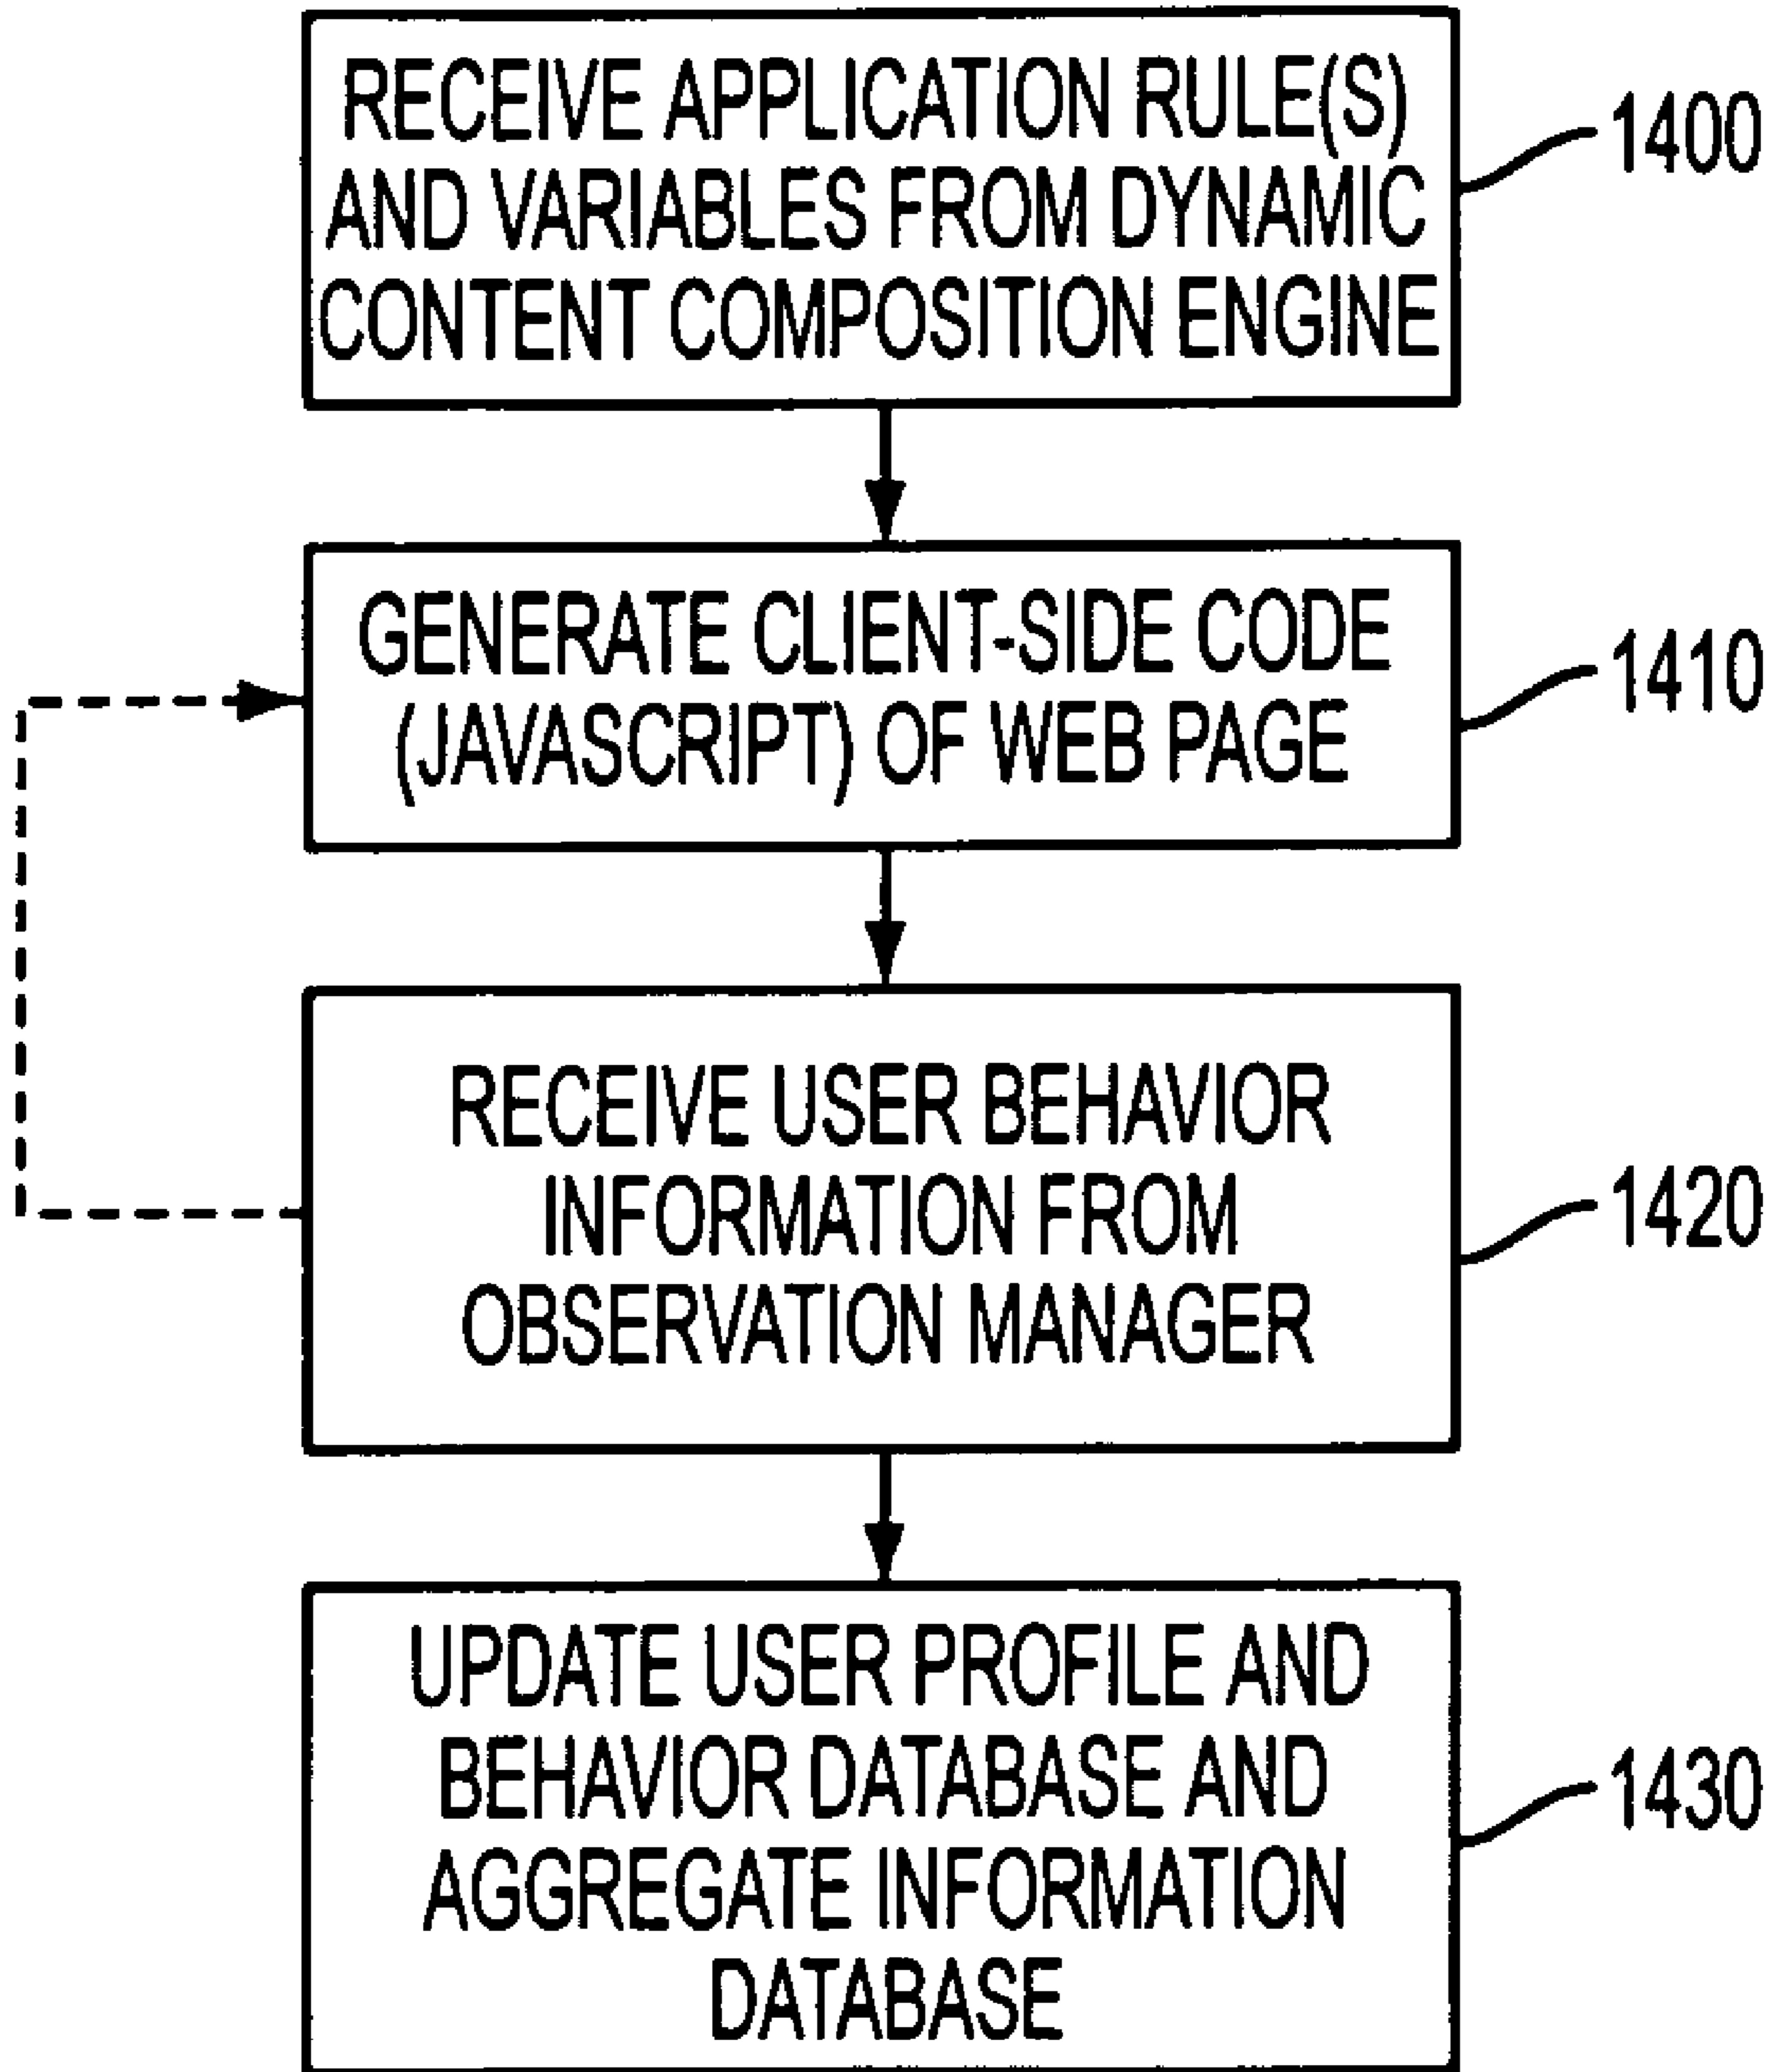 RECEIVE APPLICATION RULE(S)
AND VARIABLES FROM DYNAMIC
CONTENT COMPOSITION ENGINE
1400
GENERATE CLIENT-SIDE CODE
(JAVASCRIPT) OF WEB PAGE
1410
RECEIVE USER BEHAVIOR
INFORMATION FROM
OBSERVATION MANAGER
1420
UPDATE USER PROFILE AND
BEHAVIOR DATABASE AND
AGGREGATE INFORMATION
DATABASE
1430